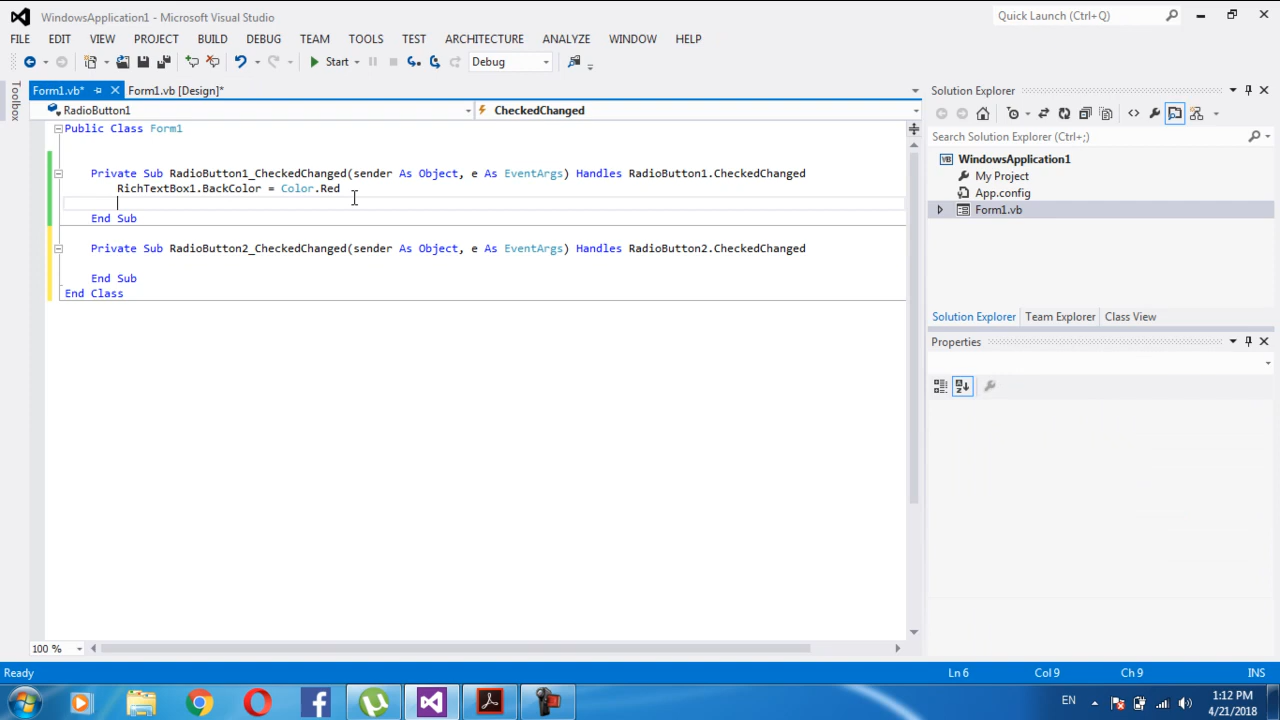 WindowsApplication1 - Microsoft Visual Studio
Quick Launch (Ctrl+Q)
FILE EDIT VIEW PROJECT BUILD DEBUG TEAM TOOLS TEST ARCHITECTURE ANALYZE WINDOW HELP
Start Debug
Toolbox
Form1.vb* Form1.vb [Design]*
RadioButton1 CheckedChanged
Public Class Form1
Private Sub RadioButton1_CheckedChanged(sender As Object, e As EventArgs) Handles RadioButton1.CheckedChanged
RichTextBox1.BackColor = Color.Red
End Sub
Private Sub RadioButton2_CheckedChanged(sender As Object, e As EventArgs) Handles RadioButton2.CheckedChanged
End Sub
End Class
100 %
Solution Explorer
Search Solution Explorer (Ctrl+;)
VB WindowsApplication1
My Project
App.config
Form1.vb
Solution Explorer Team Explorer Class View
Properties
Ready Ln 6 Col 9 Ch 9 INS
EN 1:12 PM
4/21/2018